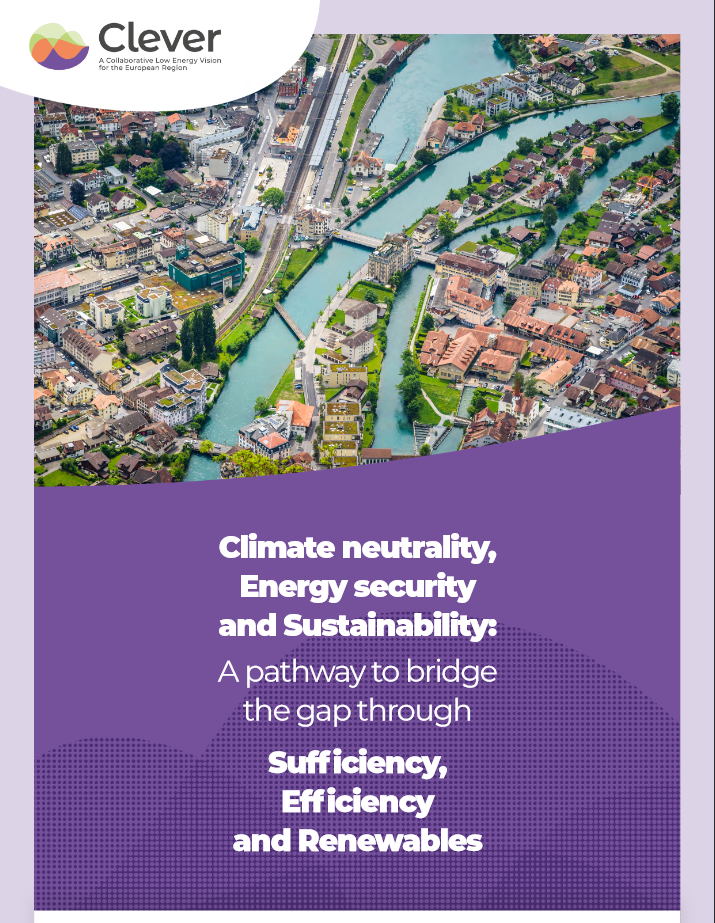 Clever
A Collaborative Low Energy Vision
for the European Region
Climate neutrality,
Energy security
and Sustainability:
A pathway to bridge
the gap through
Sufficiency,
Efficiency
and Renewables